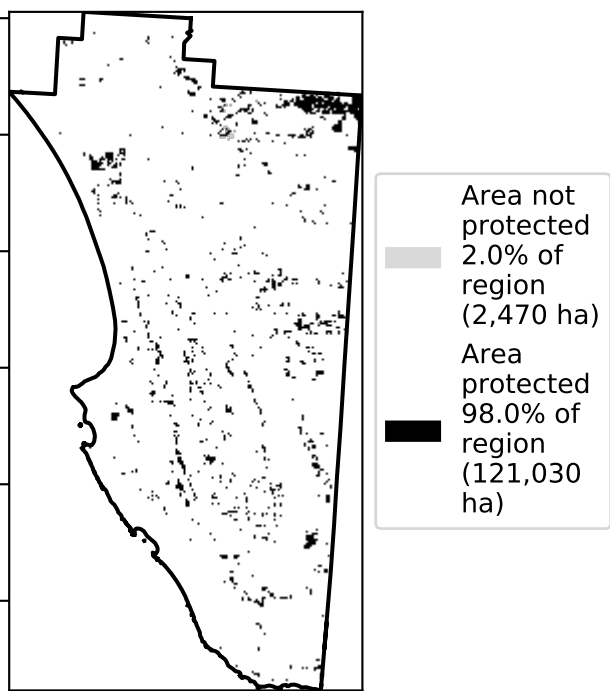 Area not
protected
2.0% of
region
(2,470 ha)
Area
protected
98.0% of
region
(121,030
ha)